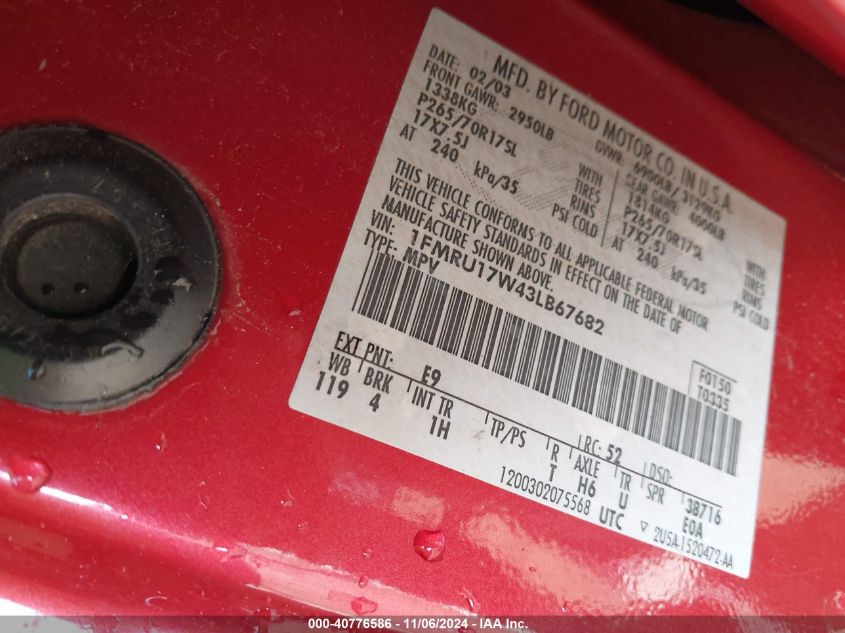 MFD. BY FORD MOTOR CO. IN U.S.A.
DATE: 02/03 GVWR: 6900LB/ 3129KG
FRONT GAWR: 2950LB REAR GAWR: 4000LB
1338KG WITH 1814KG WITH
P265/70R17SL TIRES P265/70R17SL TIRES
17X7.5J RIMS 17X7.5J RIMS
AT 240 kPa/35 PSI COLD AT 240 kPa/35 PSI COLD
THIS VEHICLE CONFORMS TO ALL APPLICABLE FEDERAL MOTOR
VEHICLE SAFETY STANDARDS IN EFFECT ON THE DATE OF
MANUFACTURE SHOWN ABOVE.
VIN: 1FMRU17W43LB67682
TYPE: MPV
F0150
T0335
EXT PNT: E9 RC: 52 DSO:
WB BRK INT TR TP/PS R AXLE TR SPR 38716
119 4 1H T H6 U EOA
1200302075568 UTC ▽ 2U5A-1520472-AA
000-40776586 - 11/06/2024 - IAA Inc.